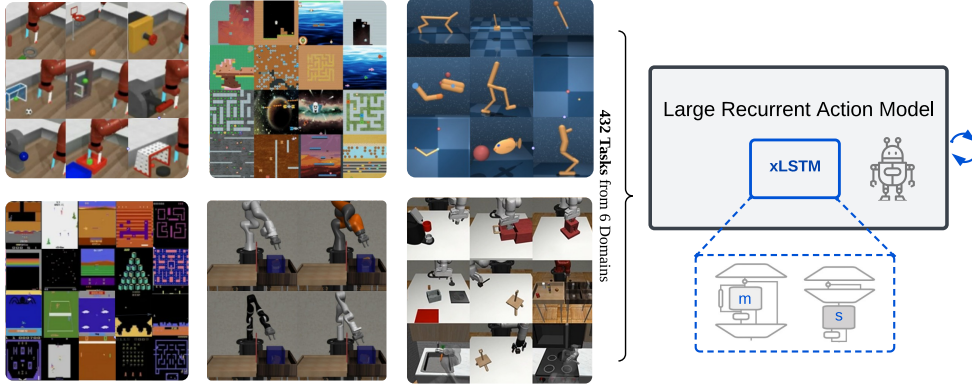 432 Tasks from 6 Domains
Large Recurrent Action Model
xLSTM
m
s